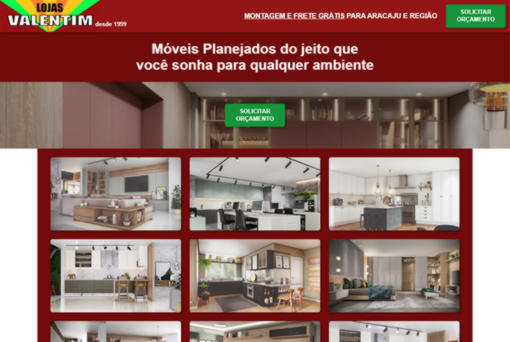 LOJAS
VALENTIM desde 1999
MONTAGEM E FRETE GRÁTIS PARA ARACAJU E REGIÃO
SOLICITAR
ORÇAMENTO
Móveis Planejados do jeito que
você sonha para qualquer ambiente
SOLICITAR
ORÇAMENTO